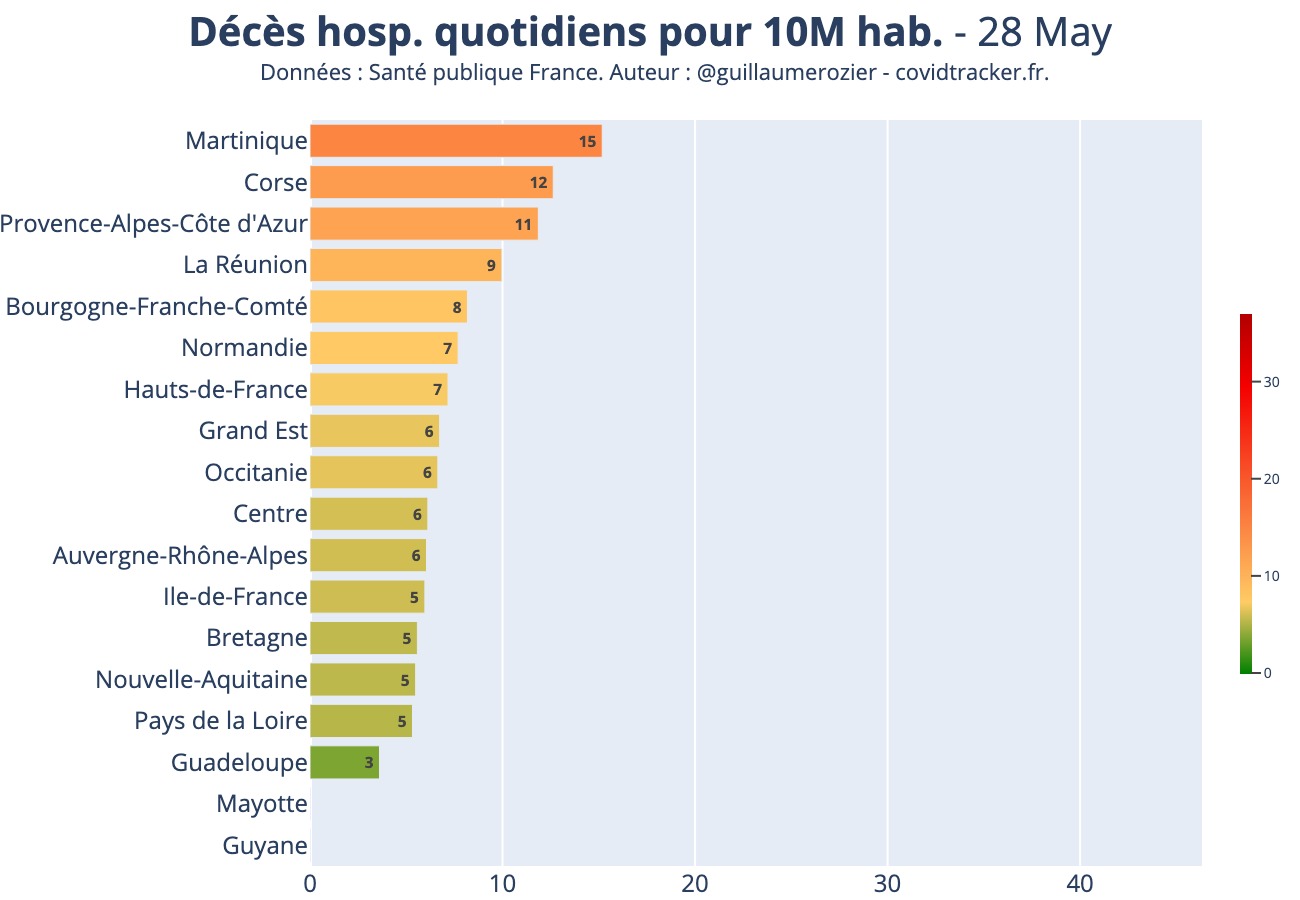 Décès hosp. quotidiens pour 10M hab. - 28 May
Données : Santé publique France. Auteur : @guillaumerozier - covidtracker.fr.
Martinique 15
Corse 12
Provence-Alpes-Côte d'Azur 11
La Réunion 9
Bourgogne-Franche-Comté 8
Normandie 7
Hauts-de-France 7
Grand Est 6
Occitanie 6
Centre 6
Auvergne-Rhône-Alpes 6
Ile-de-France 5
Bretagne 5
Nouvelle-Aquitaine 5
Pays de la Loire 5
Guadeloupe 3
Mayotte
Guyane
0 10 20 30 40
30
20
10
0